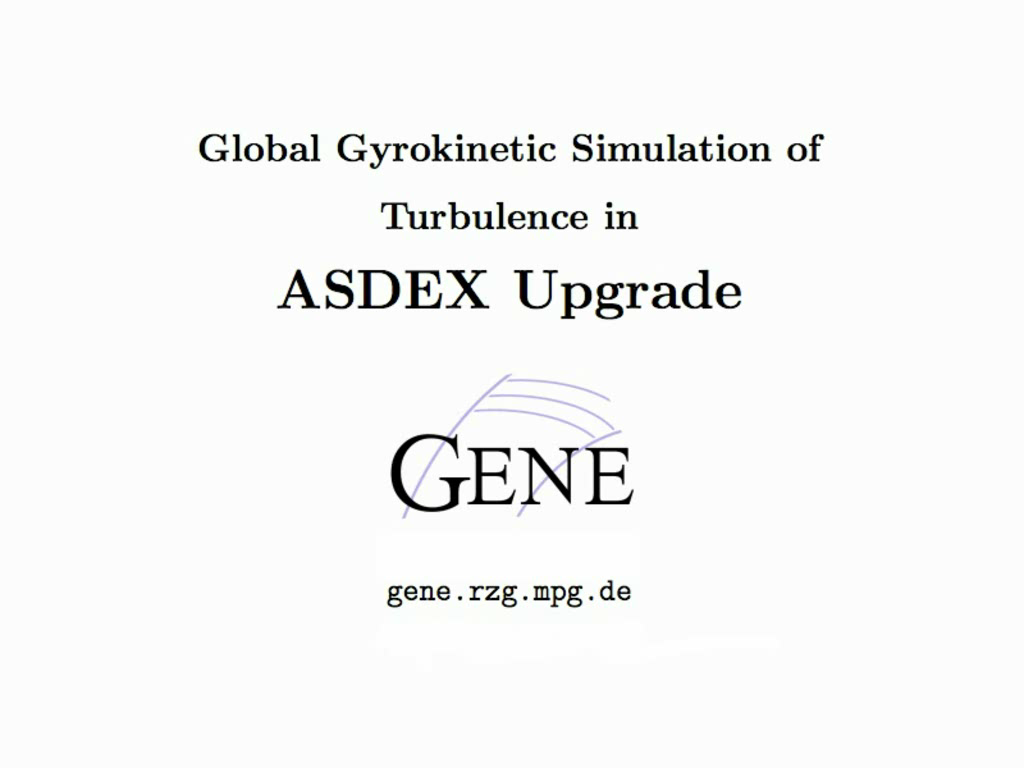 Global Gyrokinetic Simulation of
Turbulence in
ASDEX Upgrade
GENE
gene.rzg.mpg.de